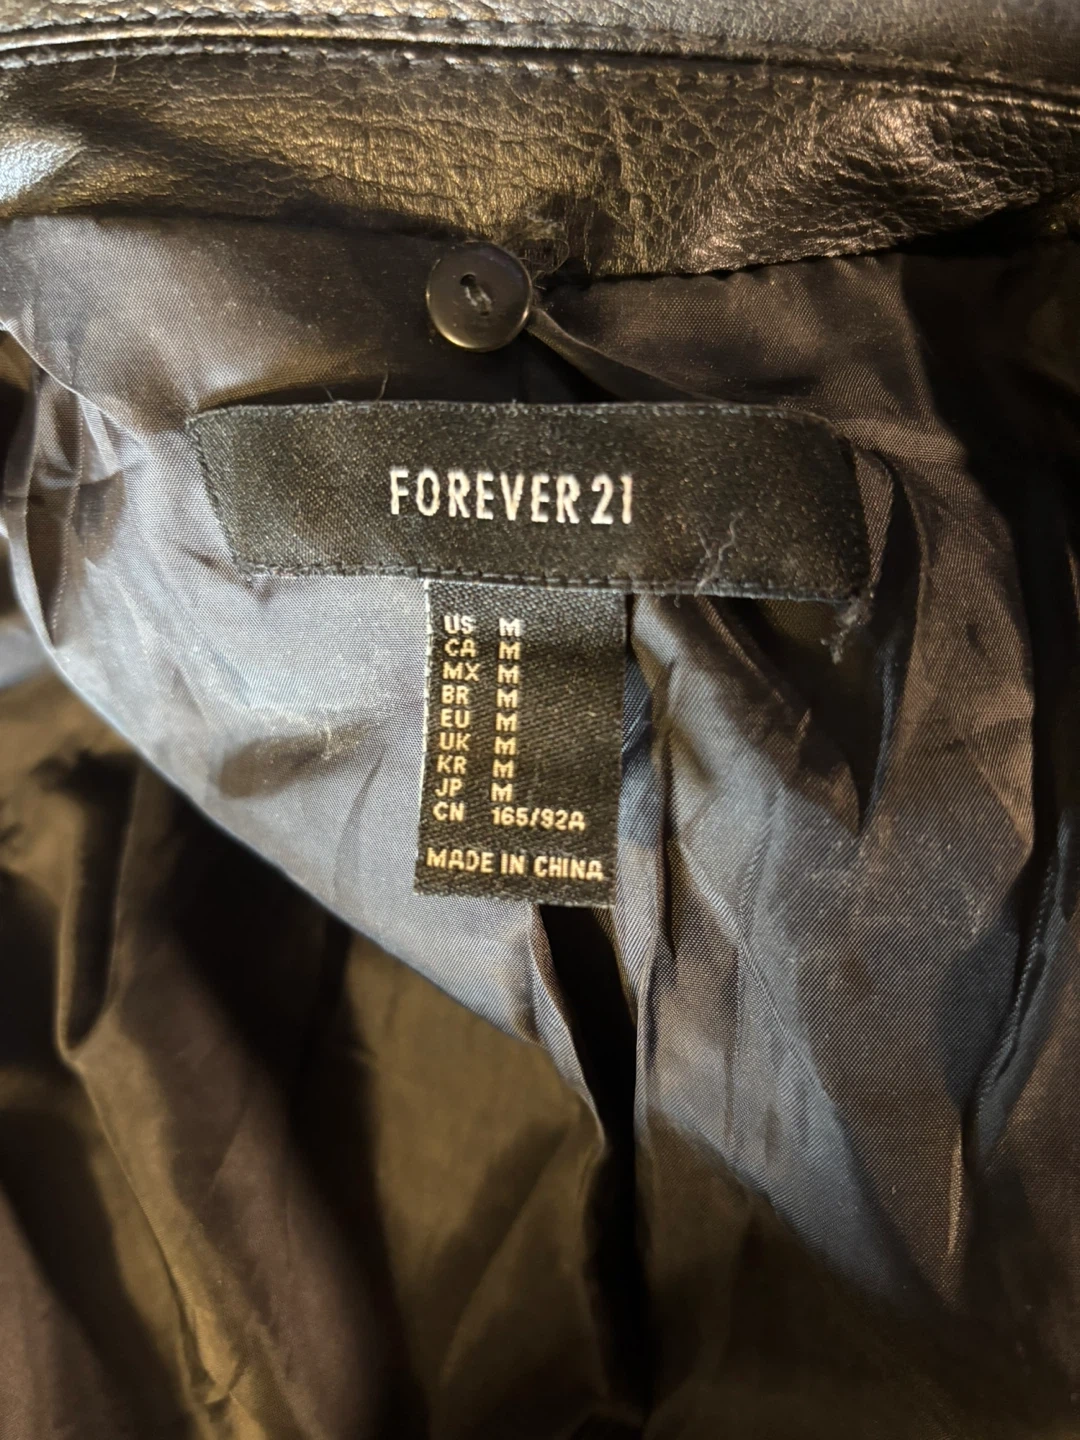 FOREVER 21
US M
CA M
MX M
BR M
EU M
UK M
KR M
JP M
CN 165/92A
MADE IN CHINA